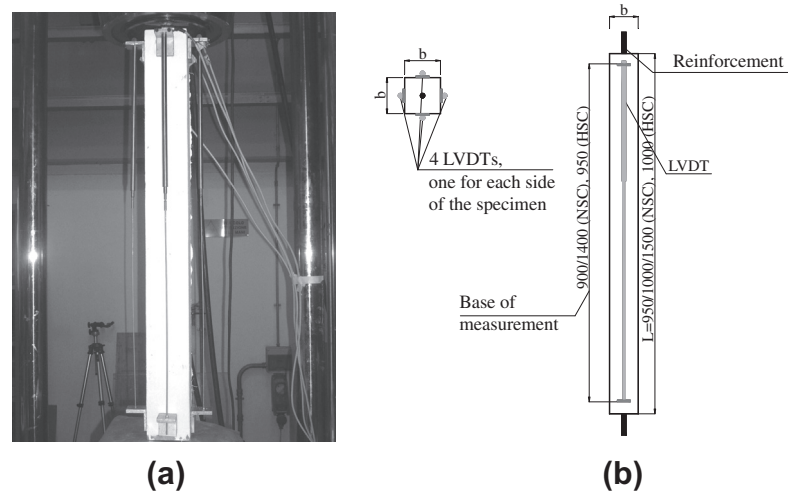 b
b
b
4 LVDTs,
one for each side
of the specimen
Reinforcement
LVDT
900/1400 (NSC), 950 (HSC)
L=950/1000/1500 (NSC), 1000 (HSC)
Base of
measurement
(a)
(b)